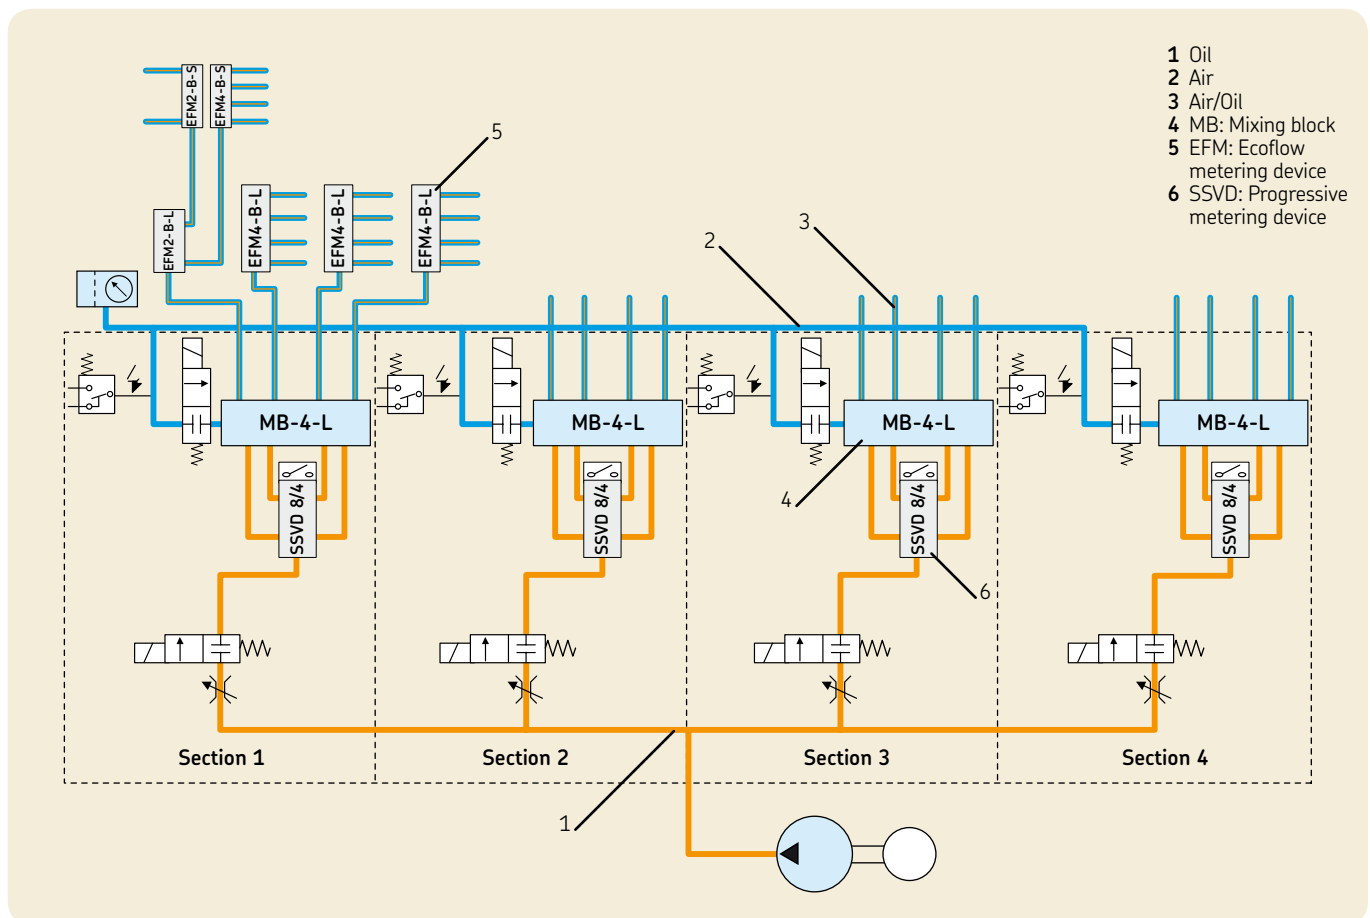 1 Oil
2 Air
3 Air/Oil
4 MB: Mixing block
5 EFM: Ecoflow
metering device
6 SSVD: Progressive
metering device
EFM2-B-S
EFM4-B-S
5
EFM2-B-L
EFM4-B-L
EFM4-B-L
EFM4-B-L
2
3
MB-4-L
MB-4-L
MB-4-L
MB-4-L
4
SSVD 8/4
SSVD 8/4
SSVD 8/4
SSVD 8/4
6
Section 1
Section 2
Section 3
Section 4
1